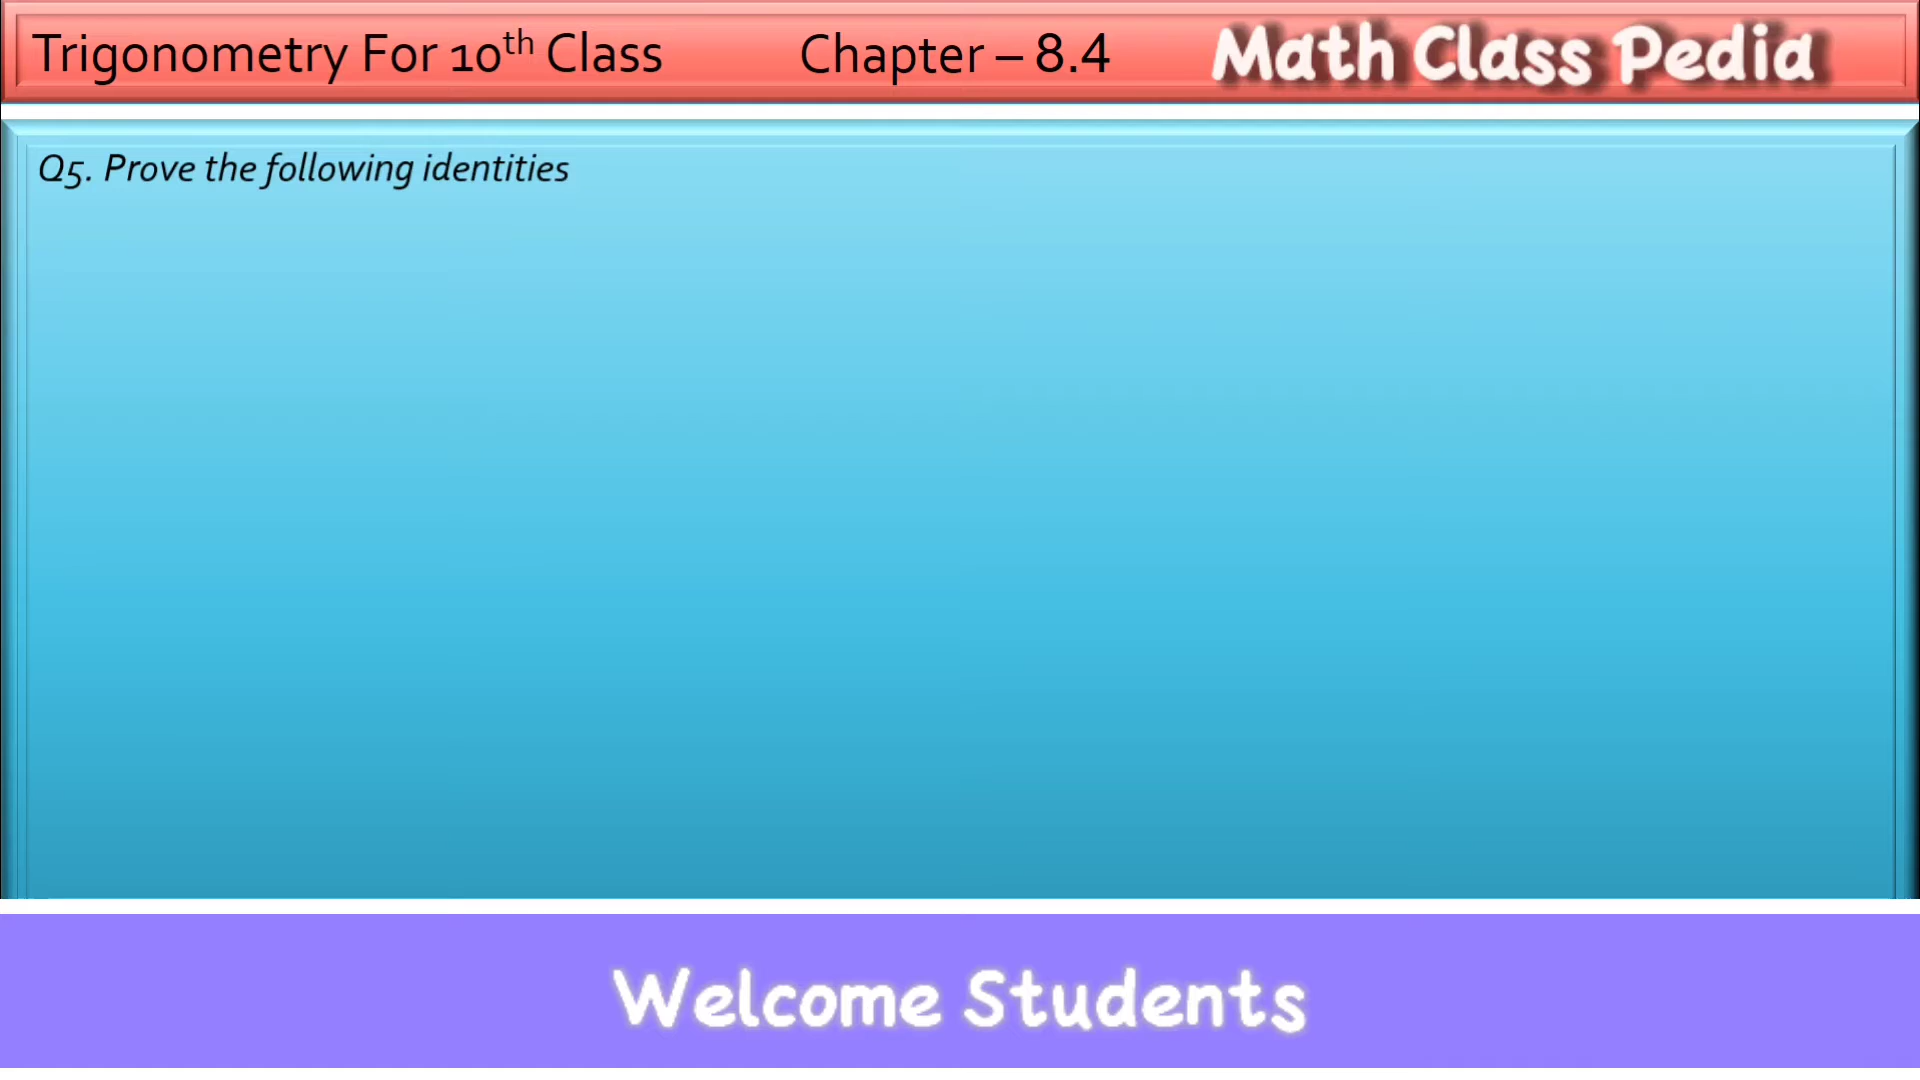 Trigonometry For 10th Class Chapter – 8.4 Math Class Pedia
Q5. Prove the following identities
Welcome Students